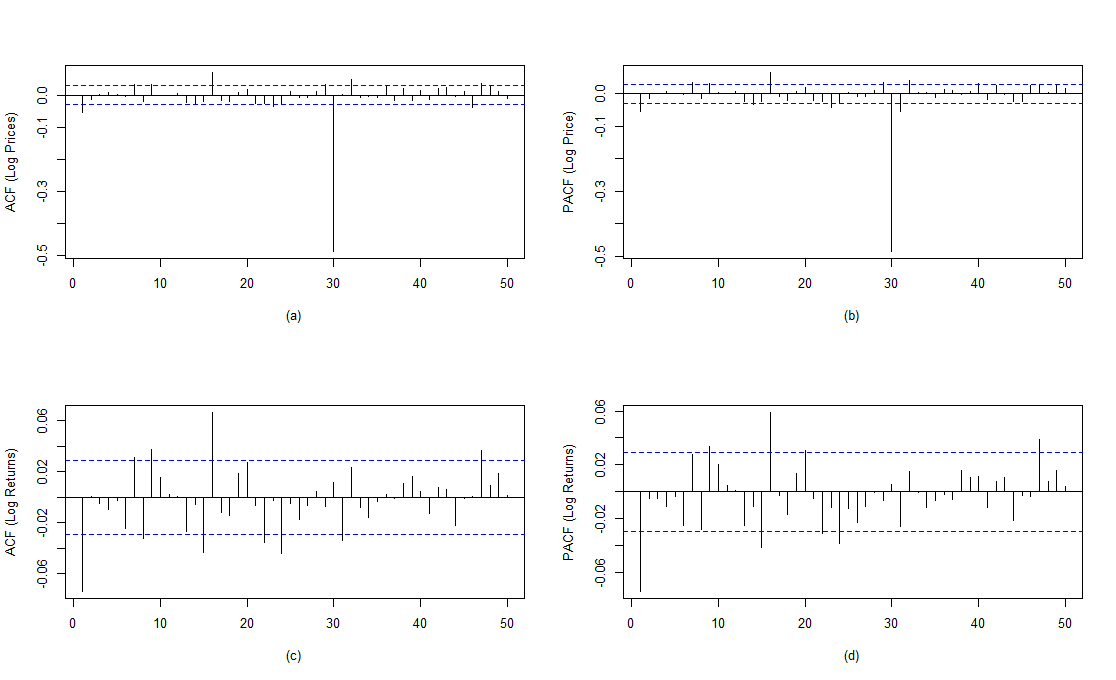 ACF (Log Prices)
0.0
-0.1
-0.3
-0.5
0 10 20 30 40 50
(a)
PACF (Log Price)
0.0
-0.1
-0.3
-0.5
0 10 20 30 40 50
(b)
ACF (Log Returns)
0.06
0.02
-0.02
-0.06
0 10 20 30 40 50
(c)
PACF (Log Returns)
0.06
0.02
-0.02
-0.06
0 10 20 30 40 50
(d)